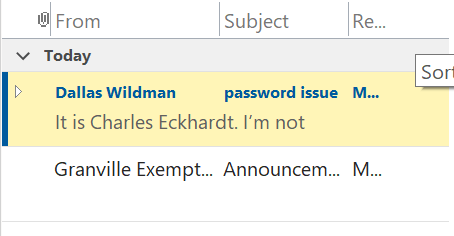 From Subject Re...
Today
Sort
Dallas Wildman password issue M...
It is Charles Eckhardt. I'm not
Granville Exempt... Announcem... M...